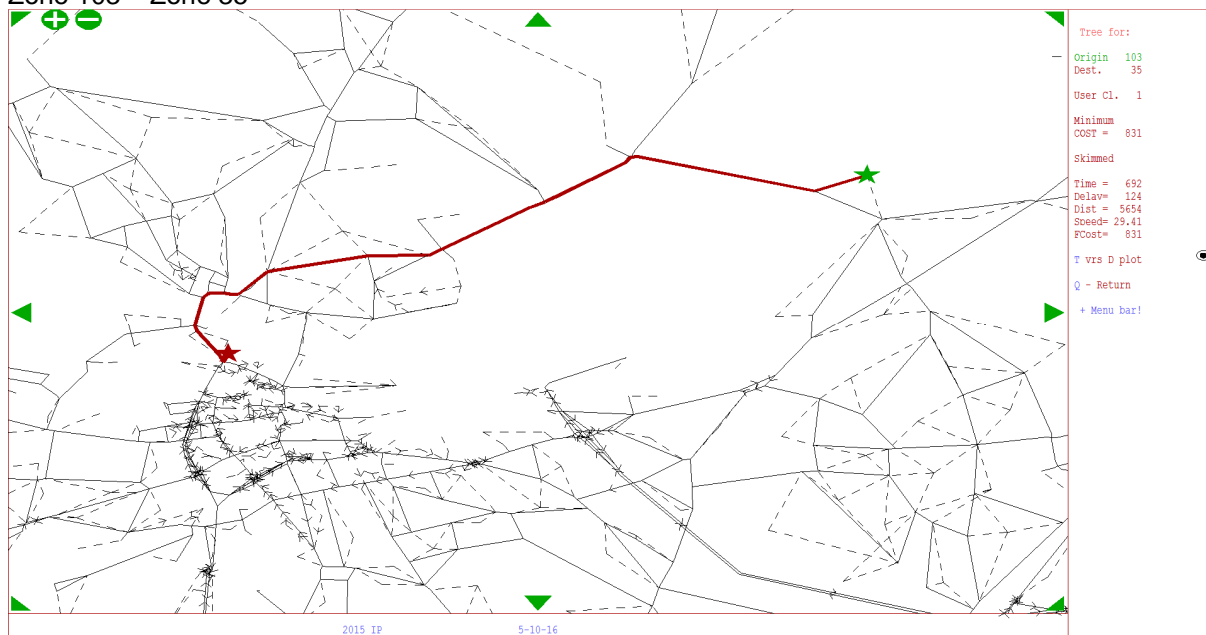 Tree for:
Origin 103
Dest. 35
User Cl. 1
Minimum
COST = 831
Skimmed
Time = 692
Delay= 124
Dist = 5654
Speed= 29.41
FCost= 831
T vrs D plot
Q - Return
+ Menu bar!
2015 IP 5-10-16